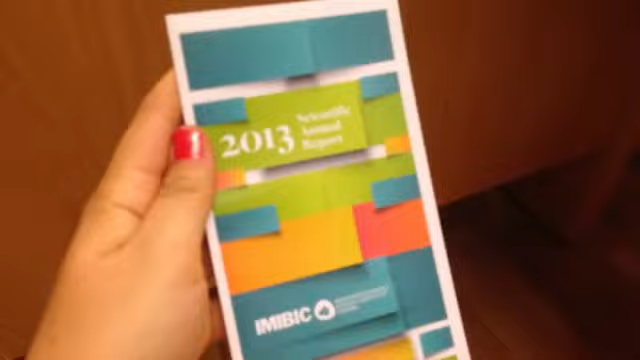 2013
Scientific
Annual
Report
IMIBIC